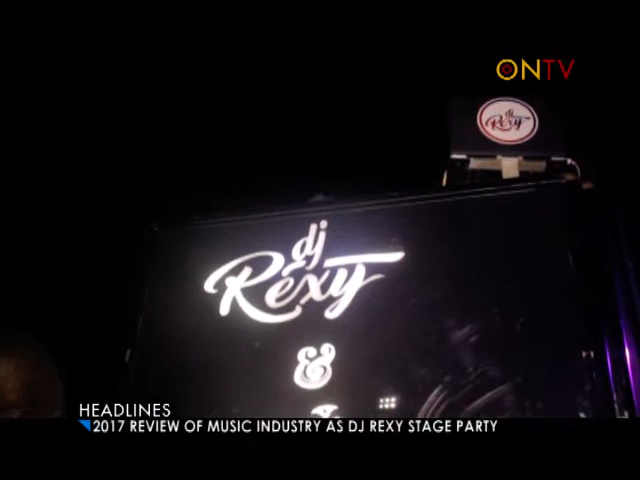 ONTV
dj
Rexy
dj
Rexy
&
HEADLINES
2017 REVIEW OF MUSIC INDUSTRY AS DJ REXY STAGE PARTY